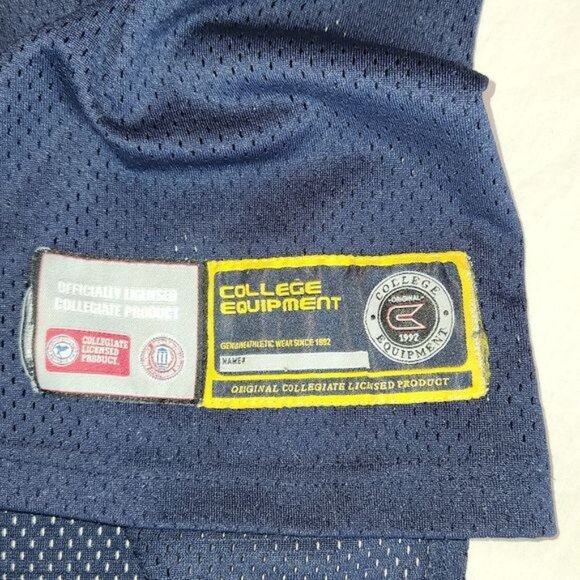 OFFICIALLY LICENSED
COLLEGIATE PRODUCT
COLLEGIATE
LICENSED
PRODUCT
COLLEGE
EQUIPMENT
GENUINE ATHLETIC WEAR SINCE 1992
NAME#
ORIGINAL COLLEGIATE LICENSED PRODUCT
COLLEGE
ORIGINAL
1992
EQUIPMENT